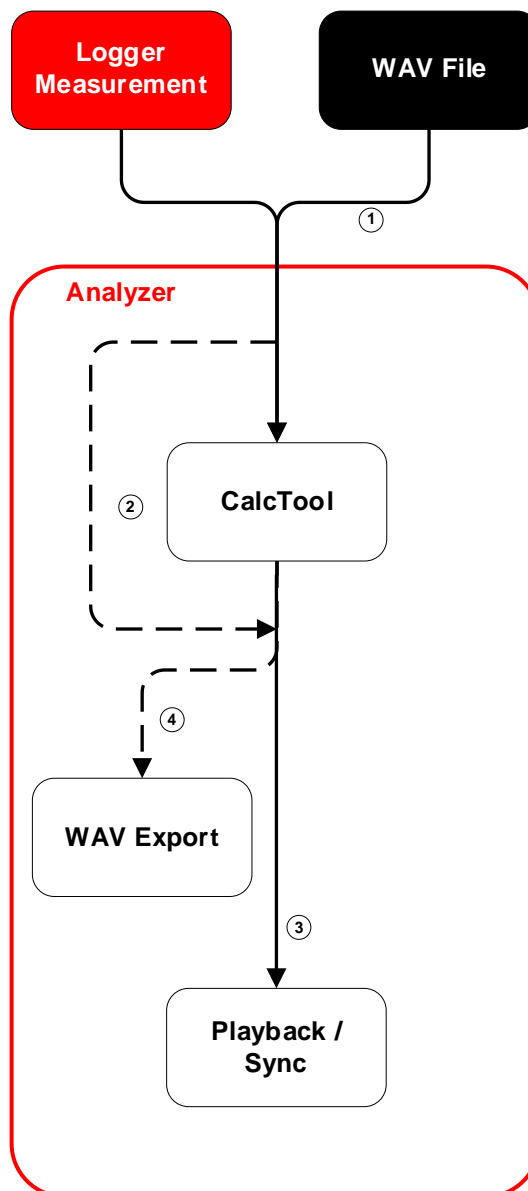 Logger
Measurement
WAV File
1
Analyzer
2
CalcTool
4
WAV Export
3
Playback /
Sync